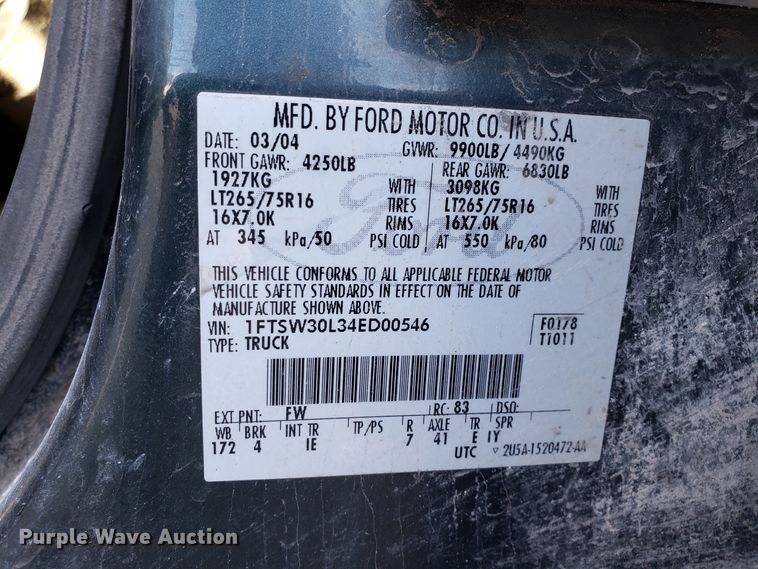 MFD. BY FORD MOTOR CO. IN U.S.A.
DATE: 03/04 GVWR: 9900LB/ 4490KG
FRONT GAWR: 4250LB REAR GAWR: 6830LB
1927KG WITH 3098KG WITH
LT265/75R16 TIRES LT265/75R16 TIRES
16X7.0K RIMS 16X7.0K RIMS
AT 345 kPa/50 PSI COLD AT 550 kPa/80 PSI COLD
Ford
THIS VEHICLE CONFORMS TO ALL APPLICABLE FEDERAL MOTOR
VEHICLE SAFETY STANDARDS IN EFFECT ON THE DATE OF
MANUFACTURE SHOWN ABOVE.
VIN: 1FTSW30L34ED00546 F0178
TYPE: TRUCK T1011
EXT PNT: FW RC: 83 DSO:
WB BRK INT TR TP/PS R AXLE TR SPR
172 4 IE 7 41 E IY
UTC ▽ 2U5A-1520472-AA
Purple Wave Auction